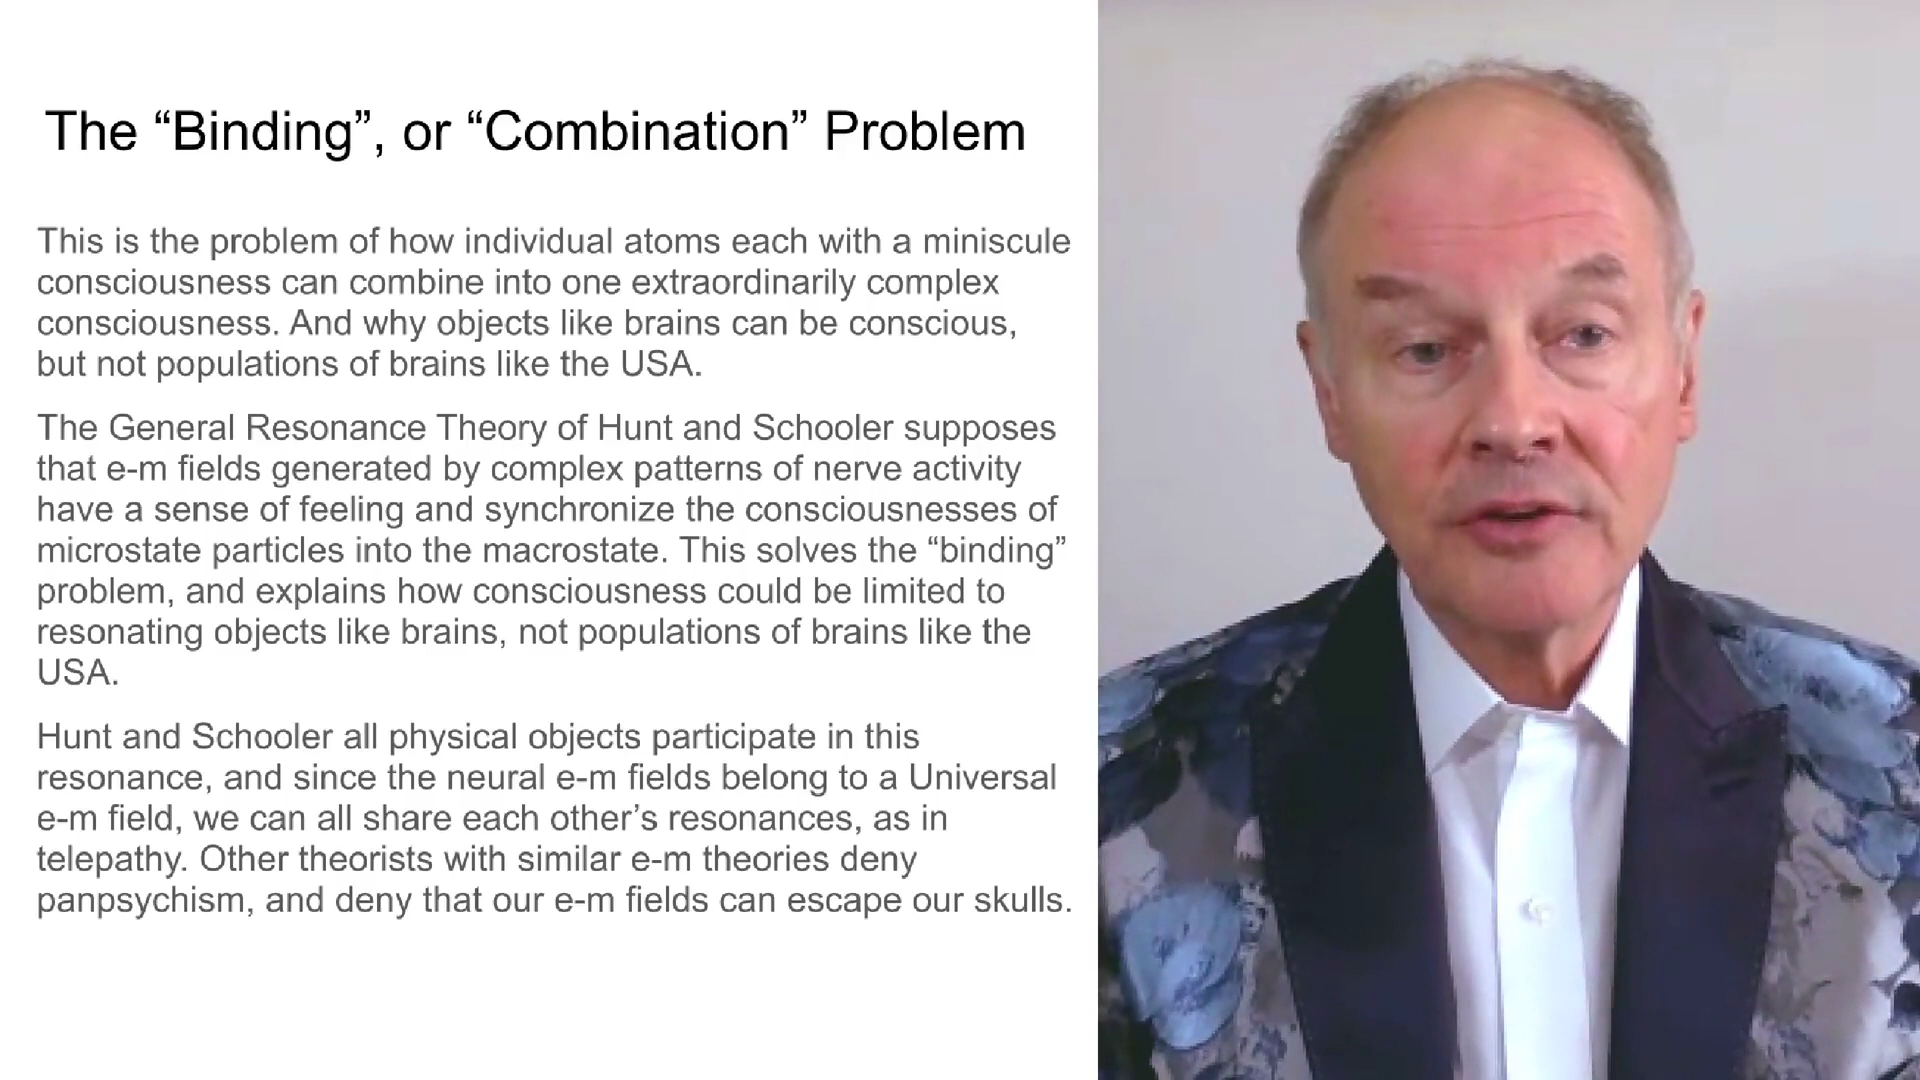 The “Binding”, or “Combination” Problem
This is the problem of how individual atoms each with a miniscule
consciousness can combine into one extraordinarily complex
consciousness. And why objects like brains can be conscious,
but not populations of brains like the USA.
The General Resonance Theory of Hunt and Schooler supposes
that e-m fields generated by complex patterns of nerve activity
have a sense of feeling and synchronize the consciousnesses of
microstate particles into the macrostate. This solves the “binding”
problem, and explains how consciousness could be limited to
resonating objects like brains, not populations of brains like the
USA.
Hunt and Schooler all physical objects participate in this
resonance, and since the neural e-m fields belong to a Universal
e-m field, we can all share each other’s resonances, as in
telepathy. Other theorists with similar e-m theories deny
panpsychism, and deny that our e-m fields can escape our skulls.